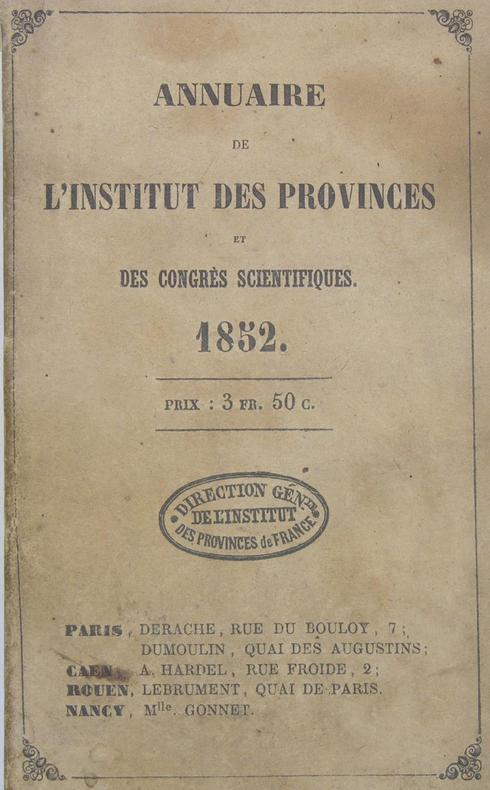 ANNUAIRE
DE
L'INSTITUT DES PROVINCES
ET
DES CONGRÈS SCIENTIFIQUES.
1852.
PRIX : 3 FR. 50 C.
DIRECTION GÉNle
DE L'INSTITUT
DES PROVINCES de FRANCE
PARIS, DERACHE, RUE DU BOULOY, 7;
DUMOULIN, QUAI DES AUGUSTINS;
CAEN, A. HARDEL, RUE FROIDE, 2;
ROUEN, LEBRUMENT, QUAI DE PARIS.
NANCY, Mlle. GONNET.